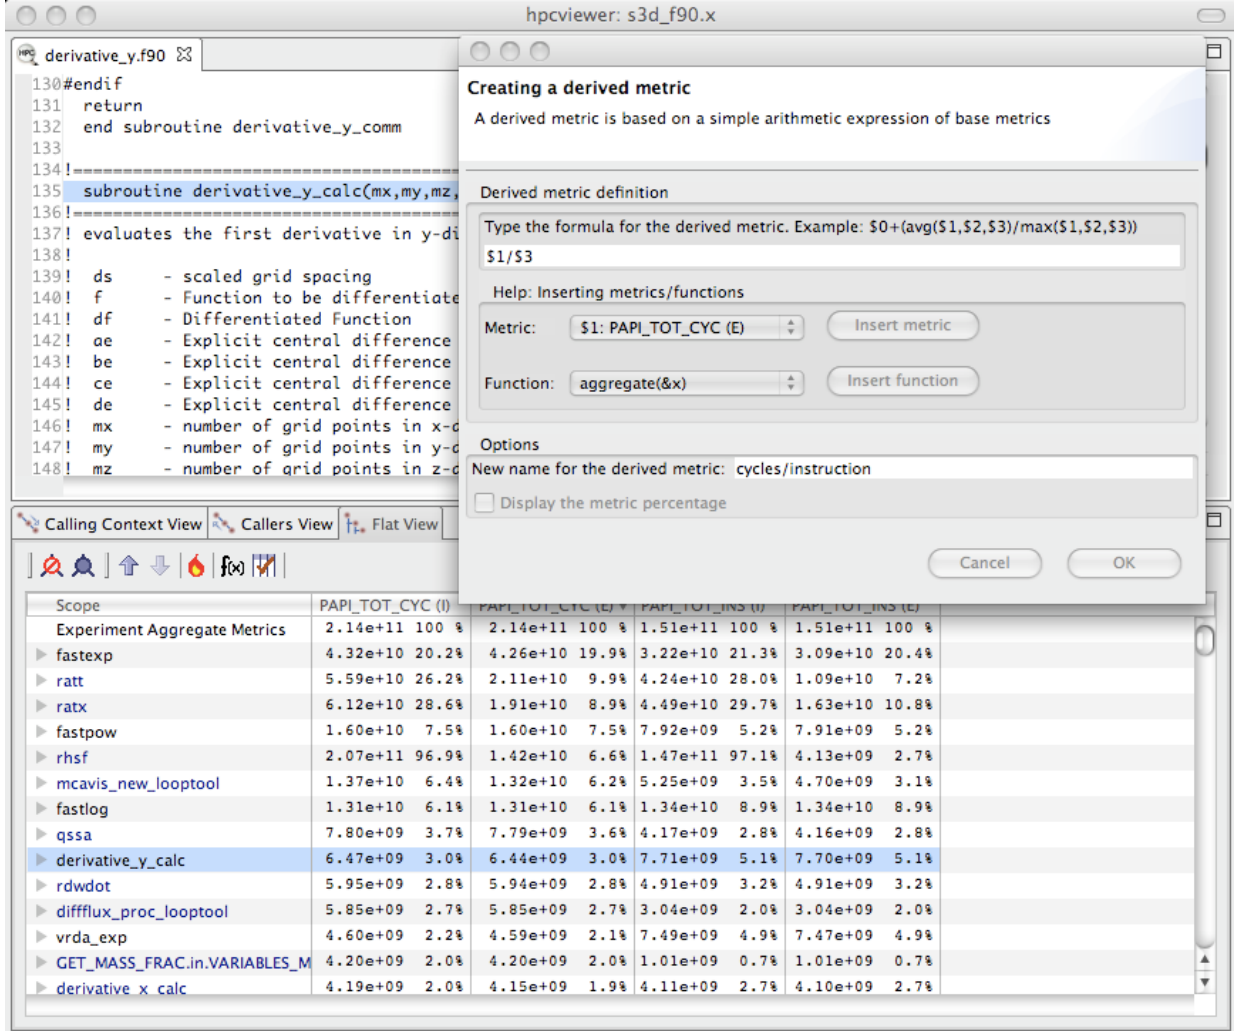 hpcviewer: s3d_f90.x
derivative_y.f90
130#endif
131 return
132 end subroutine derivative_y_comm
133
134!==========================================
135 subroutine derivative_y_calc(mx,my,mz,
136!==========================================
137! evaluates the first derivative in y-di
138!
139! ds - scaled grid spacing
140! f - Function to be differentiate
141! df - Differentiated Function
142! ae - Explicit central difference
143! be - Explicit central difference
144! ce - Explicit central difference
145! de - Explicit central difference
146! mx - number of grid points in x-d
147! my - number of grid points in y-d
148! mz - number of grid points in z-d
Creating a derived metric
A derived metric is based on a simple arithmetic expression of base metrics
Derived metric definition
Type the formula for the derived metric. Example: $0+(avg($1,$2,$3)/max($1,$2,$3))
$1/$3
Help: Inserting metrics/functions
Metric: $1: PAPI_TOT_CYC (E) Insert metric
Function: aggregate(&x) Insert function
Options
New name for the derived metric: cycles/instruction
Display the metric percentage
Cancel OK
Calling Context View Callers View Flat View
f(x)
Scope PAPI_TOT_CYC (I) PAPI_TOT_CYC (E) PAPI_TOT_INS (I) PAPI_TOT_INS (E)
Experiment Aggregate Metrics 2.14e+11 100 % 2.14e+11 100 % 1.51e+11 100 % 1.51e+11 100 %
fastexp 4.32e+10 20.2% 4.26e+10 19.9% 3.22e+10 21.3% 3.09e+10 20.4%
ratt 5.59e+10 26.2% 2.11e+10 9.9% 4.24e+10 28.0% 1.09e+10 7.2%
ratx 6.12e+10 28.6% 1.91e+10 8.9% 4.49e+10 29.7% 1.63e+10 10.8%
fastpow 1.60e+10 7.5% 1.60e+10 7.5% 7.92e+09 5.2% 7.91e+09 5.2%
rhsf 2.07e+11 96.9% 1.42e+10 6.6% 1.47e+11 97.1% 4.13e+09 2.7%
mcavis_new_looptool 1.37e+10 6.4% 1.32e+10 6.2% 5.25e+09 3.5% 4.70e+09 3.1%
fastlog 1.31e+10 6.1% 1.31e+10 6.1% 1.34e+10 8.9% 1.34e+10 8.9%
qssa 7.80e+09 3.7% 7.79e+09 3.6% 4.17e+09 2.8% 4.16e+09 2.8%
derivative_y_calc 6.47e+09 3.0% 6.44e+09 3.0% 7.71e+09 5.1% 7.70e+09 5.1%
rdwdot 5.95e+09 2.8% 5.94e+09 2.8% 4.91e+09 3.2% 4.91e+09 3.2%
diffflux_proc_looptool 5.85e+09 2.7% 5.85e+09 2.7% 3.04e+09 2.0% 3.04e+09 2.0%
vrda_exp 4.60e+09 2.2% 4.59e+09 2.1% 7.49e+09 4.9% 7.47e+09 4.9%
GET_MASS_FRAC.in.VARIABLES_M 4.20e+09 2.0% 4.20e+09 2.0% 1.01e+09 0.7% 1.01e+09 0.7%
derivative_x_calc 4.19e+09 2.0% 4.15e+09 1.9% 4.11e+09 2.7% 4.10e+09 2.7%